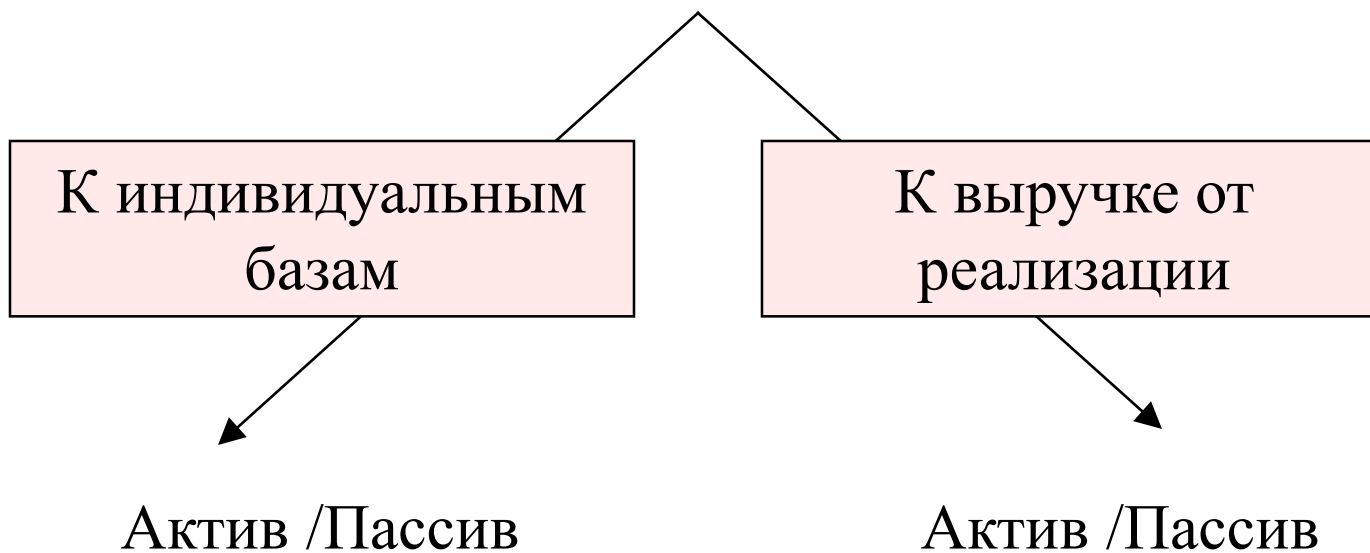 К индивидуальным
базам
К выручке от
реализации
Актив /Пассив
Актив /Пассив